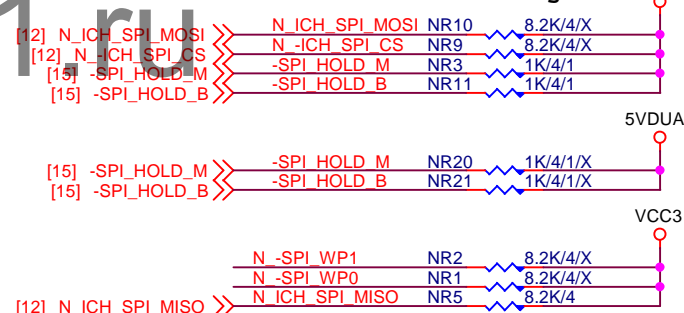 [12] N_ICH_SPI_MOSI N_ICH_SPI_MOSI NR10 8.2K/4/X
[12] N_-ICH_SPI_CS N_-ICH_SPI_CS NR9 8.2K/4/X
[15] -SPI_HOLD_M -SPI_HOLD_M NR3 1K/4/1
[15] -SPI_HOLD_B -SPI_HOLD_B NR11 1K/4/1
1.ru
5VDUA
[15] -SPI_HOLD_M -SPI_HOLD_M NR20 1K/4/1/X
[15] -SPI_HOLD_B -SPI_HOLD_B NR21 1K/4/1/X
VCC3
N_-SPI_WP1 NR2 8.2K/4/X
N_-SPI_WP0 NR1 8.2K/4/X
[12] N_ICH_SPI_MISO N_ICH_SPI_MISO NR5 8.2K/4